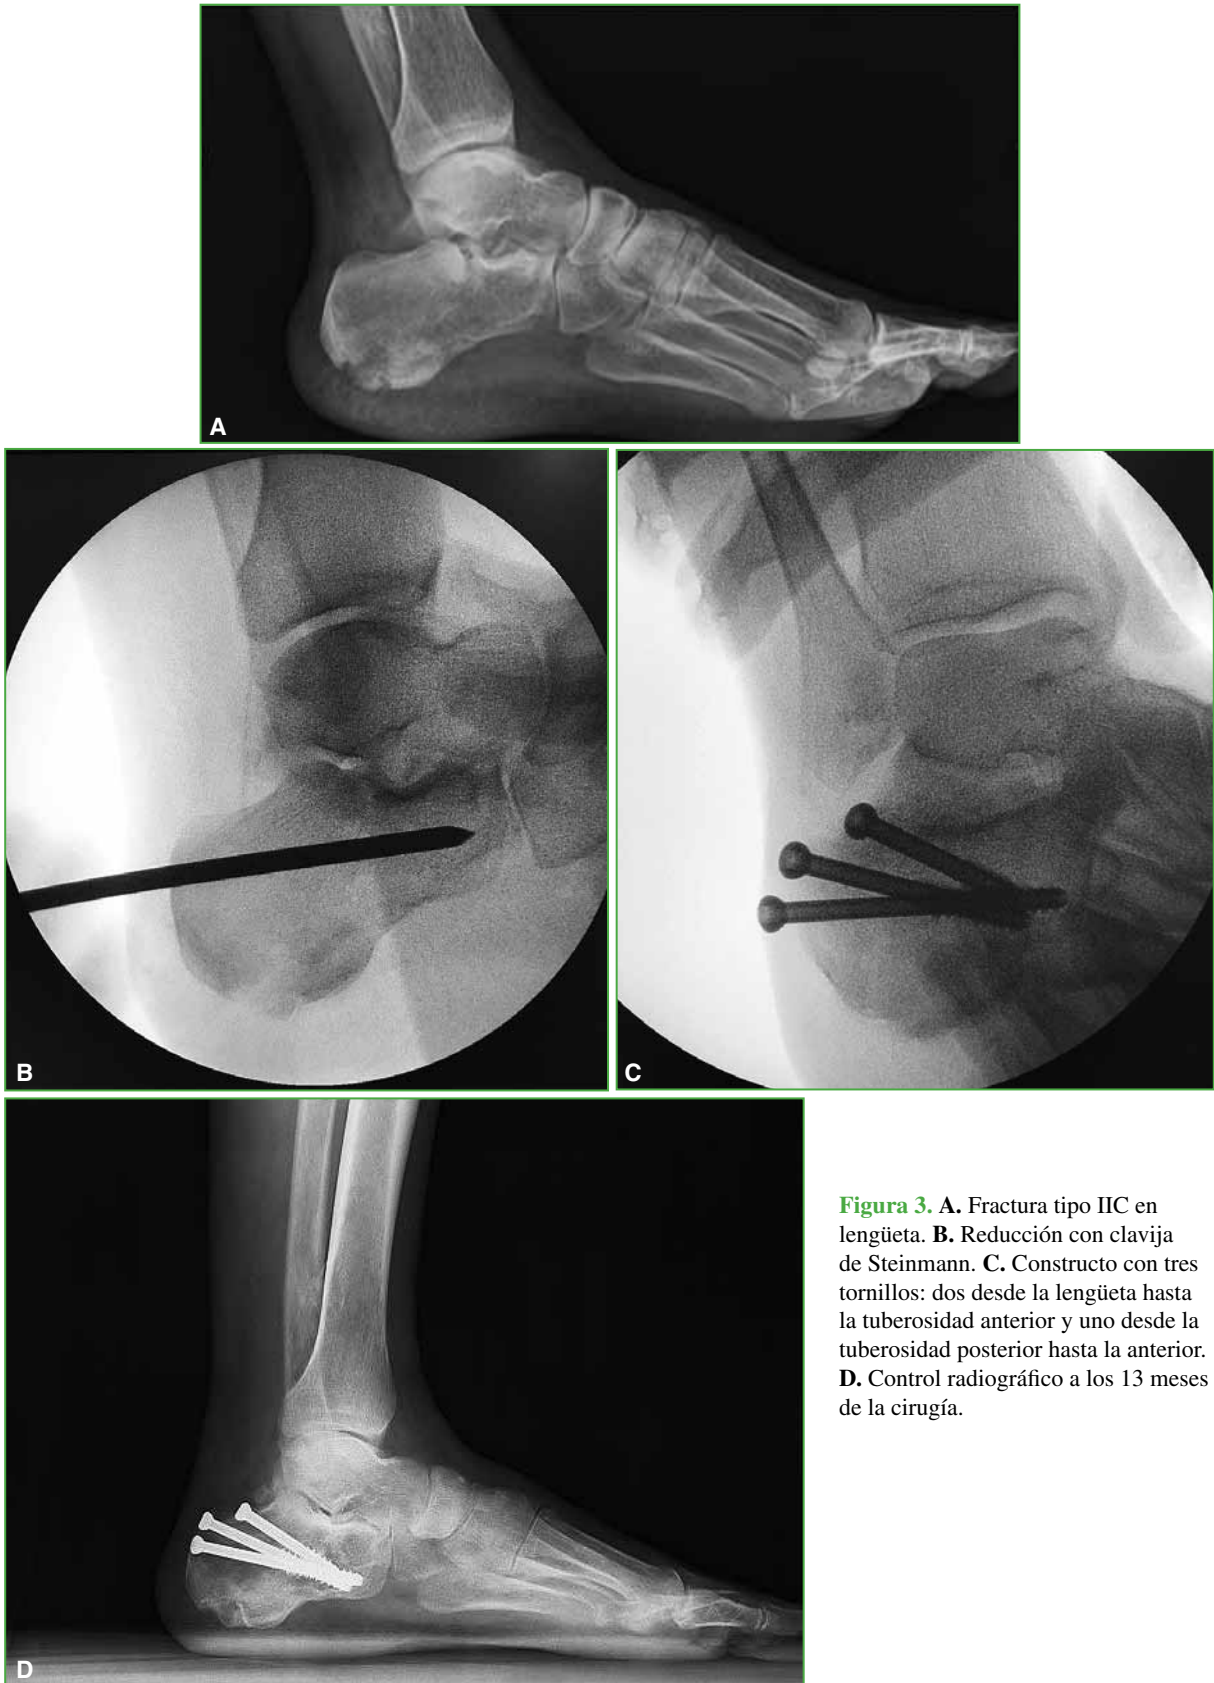 A
B
C
D
Figura 3. A. Fractura tipo IIC en
lengüeta. B. Reducción con clavija
de Steinmann. C. Constructo con tres
tornillos: dos desde la lengüeta hasta
la tuberosidad anterior y uno desde la
tuberosidad posterior hasta la anterior.
D. Control radiográfico a los 13 meses
de la cirugía.